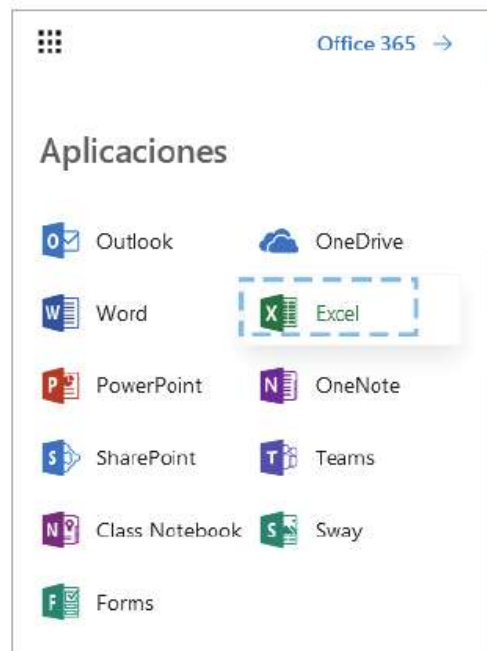 Office 365 →
Aplicaciones
Outlook OneDrive
Word Excel
PowerPoint OneNote
SharePoint Teams
Class Notebook Sway
Forms